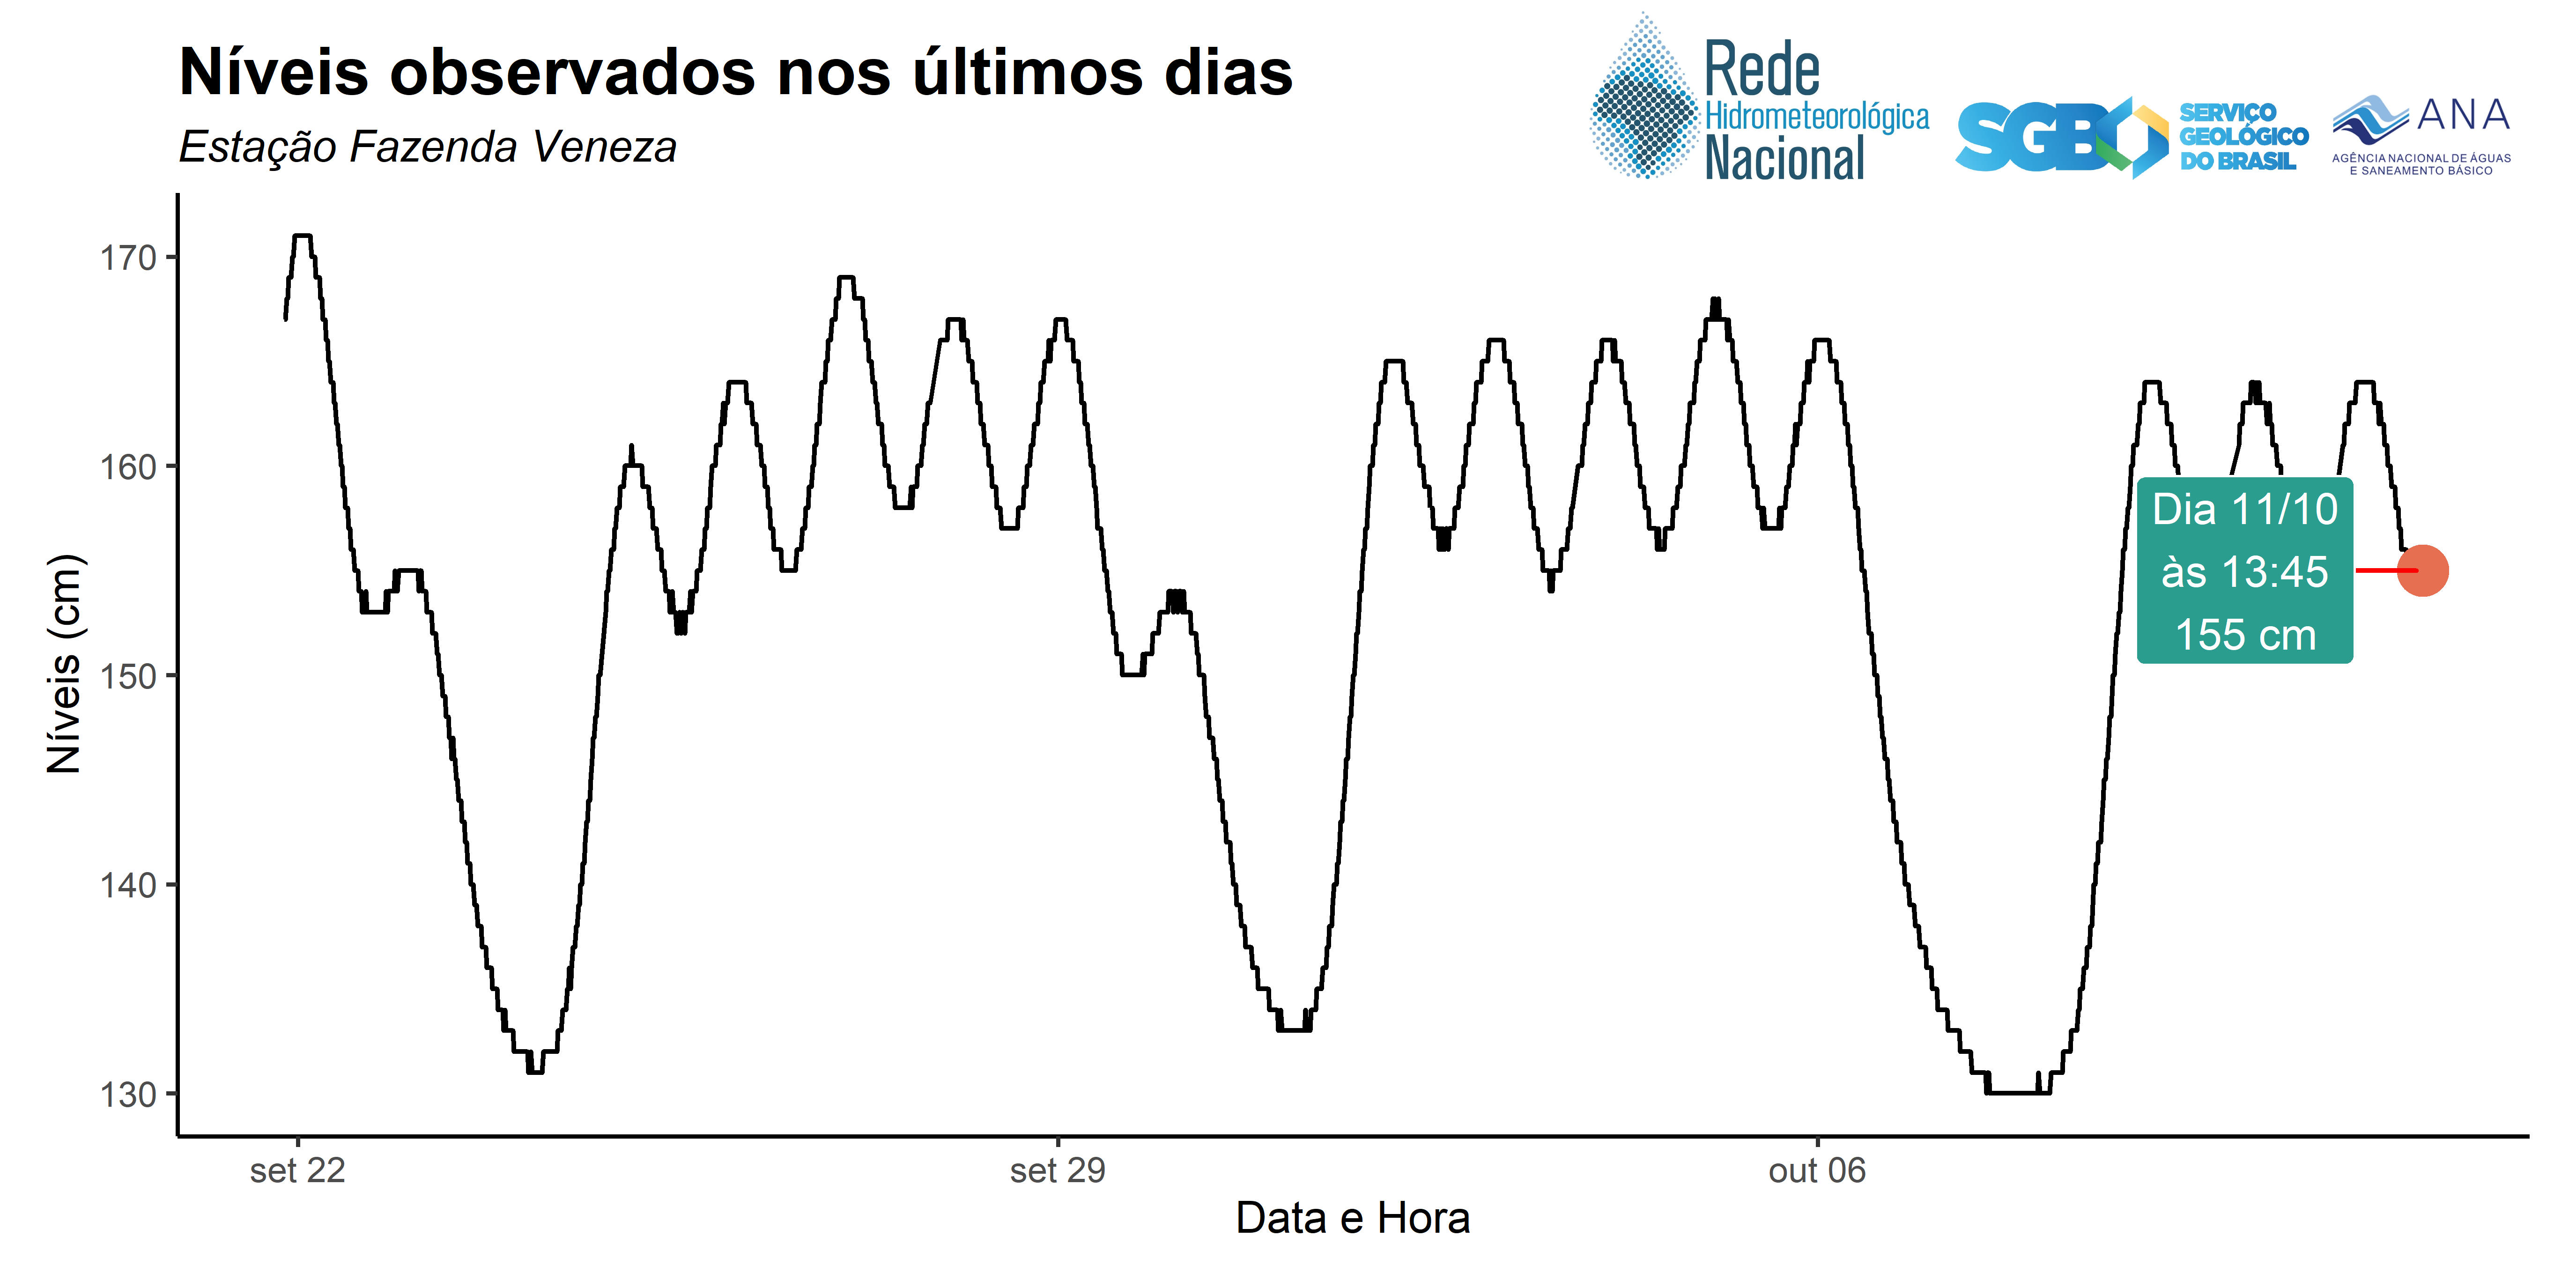 Níveis observados nos últimos dias
Estação Fazenda Veneza
Rede
Hidrometeorológica
Nacional
SGB
SERVIÇO
GEOLÓGICO
DO BRASIL
ANA
AGÊNCIA NACIONAL DE ÁGUAS
E SANEAMENTO BÁSICO
Níveis (cm)
170
160
150
140
130
Dia 11/10
às 13:45
155 cm
set 22
set 29
out 06
Data e Hora